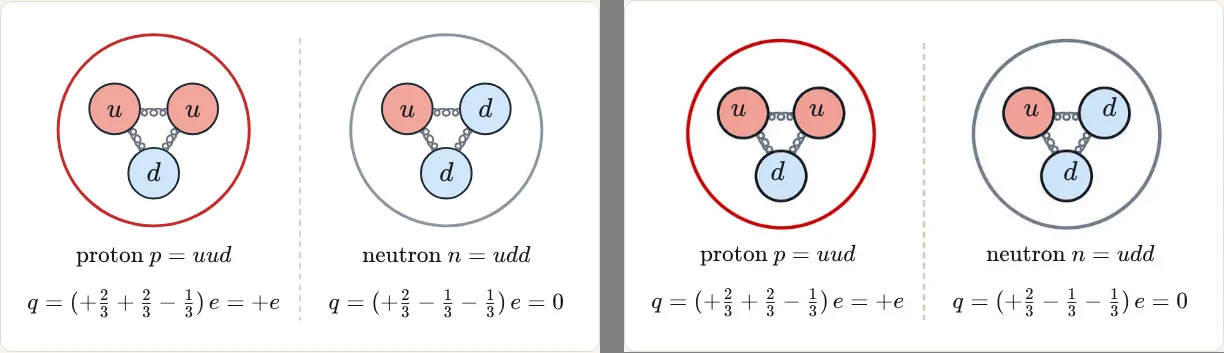 u u u d
d d
proton p = uud neutron n = udd
q = (+2/3 + 2/3 − 1/3) e = +e q = (+2/3 − 1/3 − 1/3) e = 0
u u u d
d d
proton p = uud neutron n = udd
q = (+2/3 + 2/3 − 1/3) e = +e q = (+2/3 − 1/3 − 1/3) e = 0